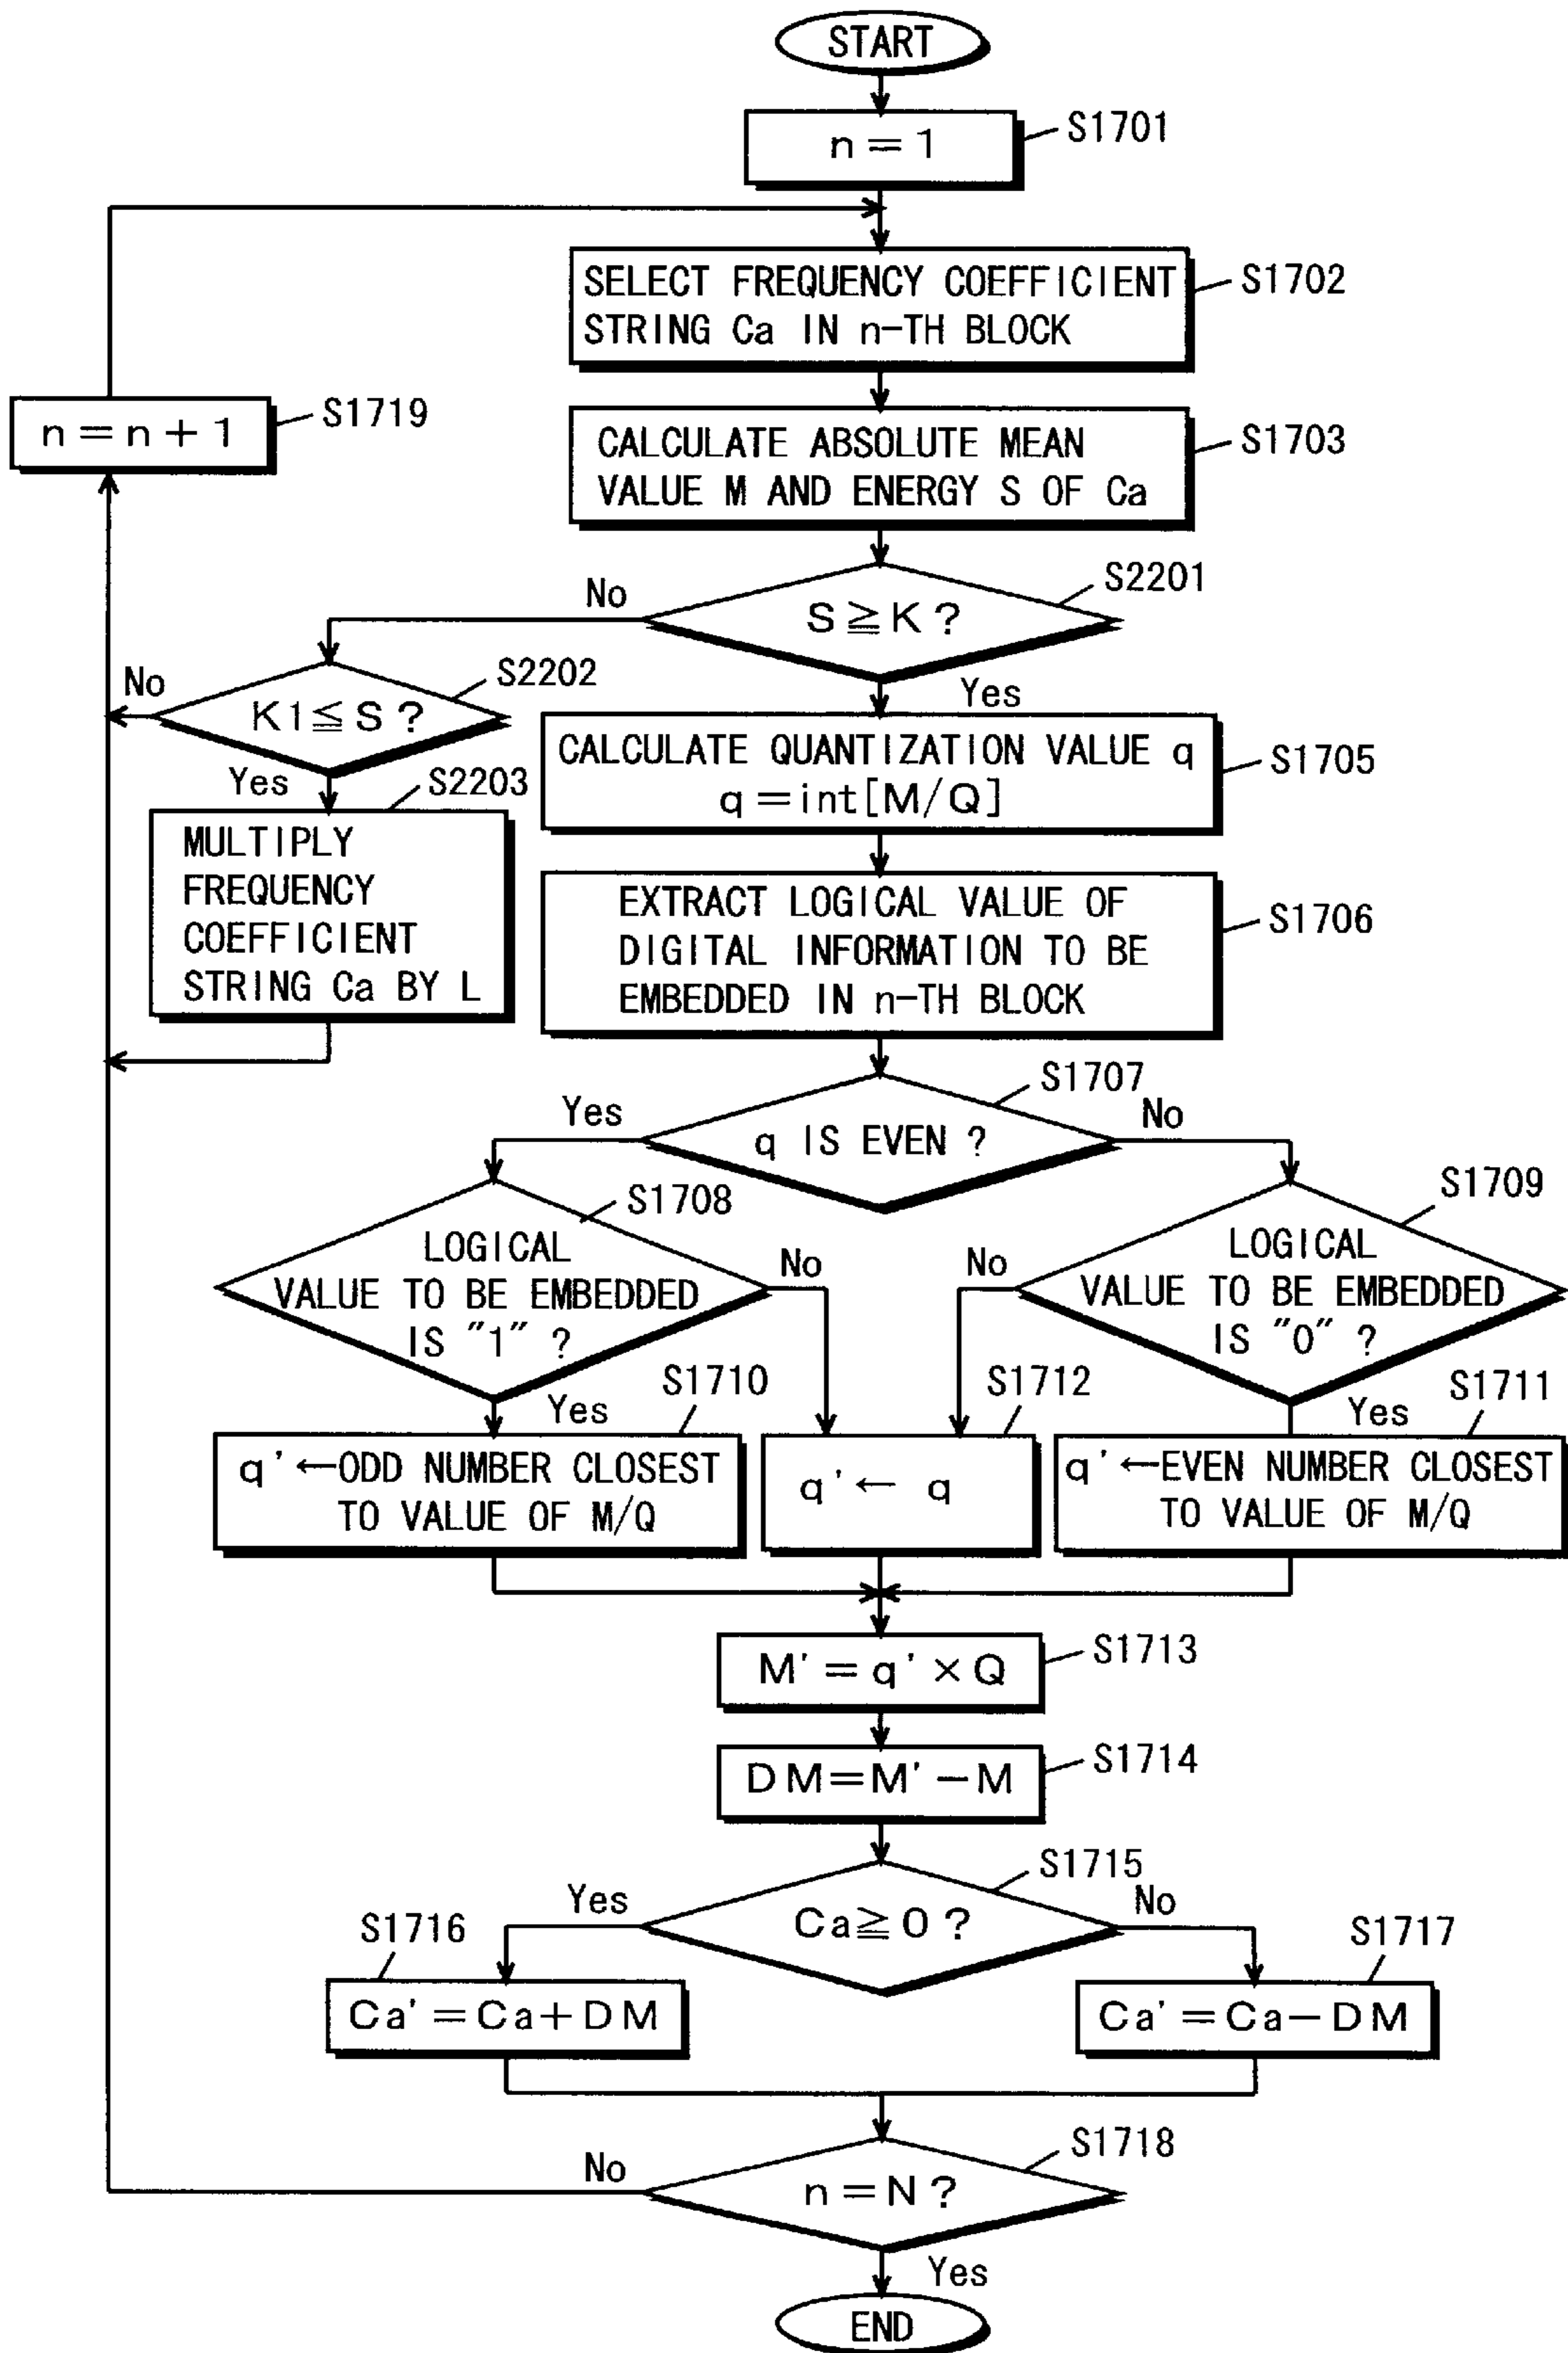 START
n=1
S1701
SELECT FREQUENCY COEFFICIENT
STRING Ca IN n-TH BLOCK
S1702
n=n+1
S1719
CALCULATE ABSOLUTE MEAN
VALUE M AND ENERGY S OF Ca
S1703
S≧K?
S2201
No
Yes
K1≦S?
S2202
No
Yes
MULTIPLY
FREQUENCY
COEFFICIENT
STRING Ca BY L
S2203
CALCULATE QUANTIZATION VALUE q
q=int[M/Q]
S1705
EXTRACT LOGICAL VALUE OF
DIGITAL INFORMATION TO BE
EMBEDDED IN n-TH BLOCK
S1706
q IS EVEN ?
S1707
Yes
No
LOGICAL
VALUE TO BE EMBEDDED
IS "1" ?
S1708
No
Yes
LOGICAL
VALUE TO BE EMBEDDED
IS "0" ?
S1709
No
Yes
q'←ODD NUMBER CLOSEST
TO VALUE OF M/Q
S1710
q'← q
S1712
q'←EVEN NUMBER CLOSEST
TO VALUE OF M/Q
S1711
M'=q'×Q
S1713
DM=M'−M
S1714
Ca≧0?
S1715
Yes
No
Ca'=Ca+DM
S1716
Ca'=Ca−DM
S1717
n=N?
S1718
No
Yes
END